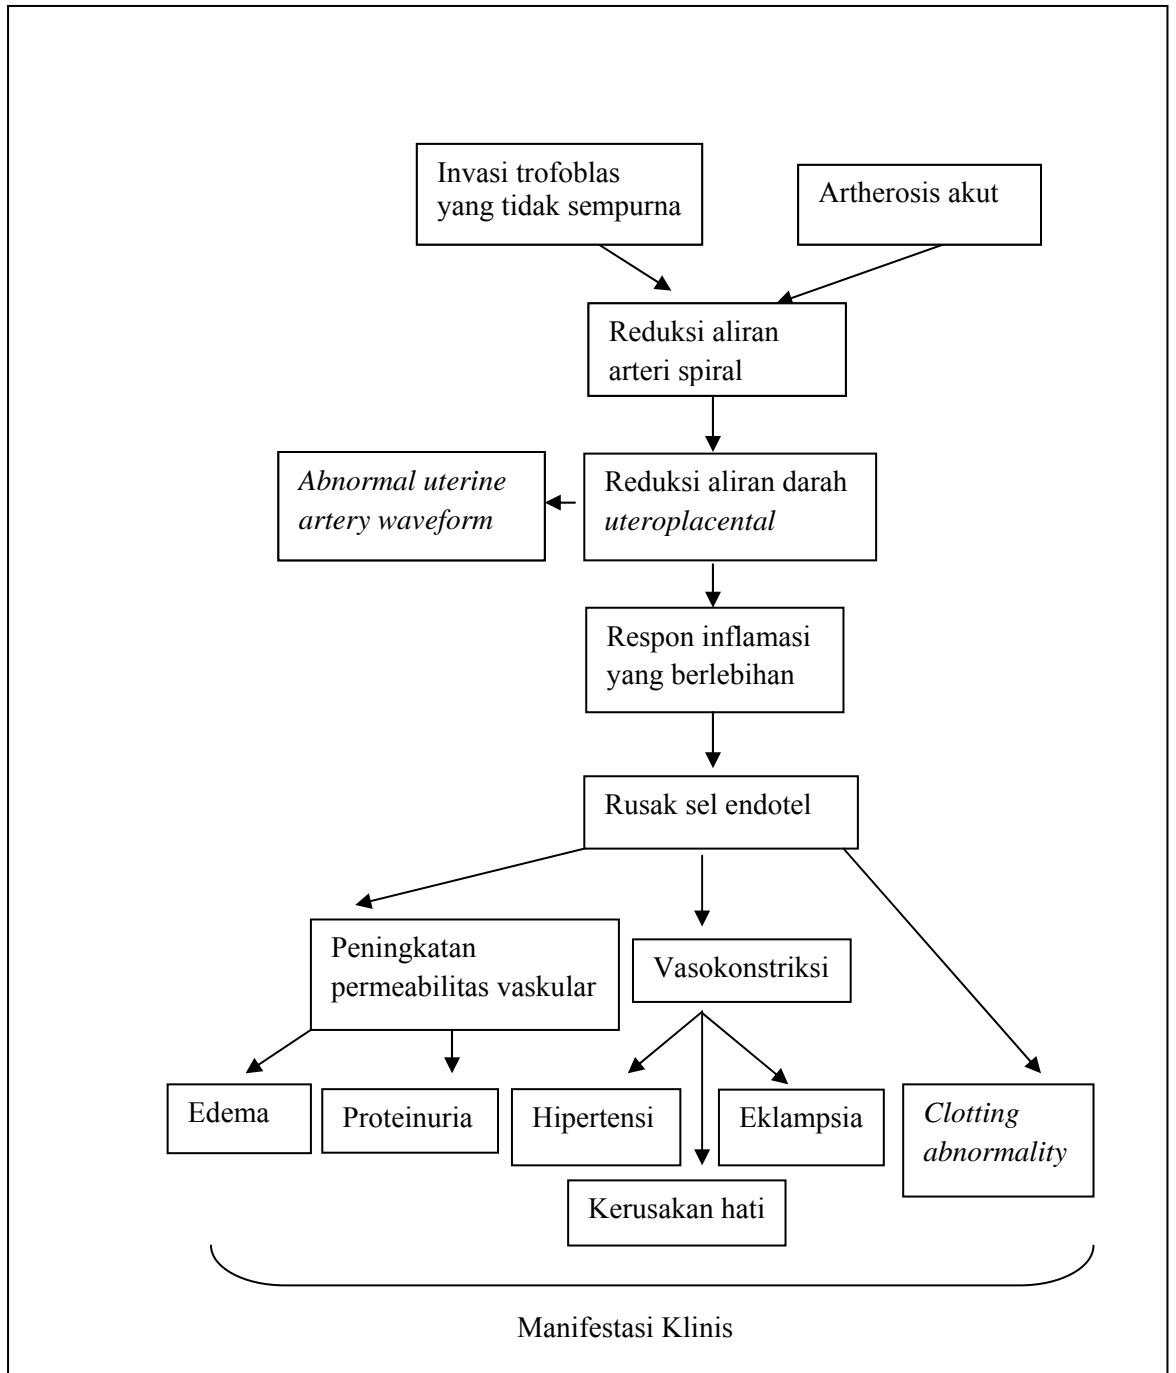 Invasi trofoblas
yang tidak sempurna
Artherosis akut
Reduksi aliran
arteri spiral
Abnormal uterine
artery waveform
Reduksi aliran darah
uteroplacental
Respon inflamasi
yang berlebihan
Rusak sel endotel
Peningkatan
permeabilitas vaskular
Vasokonstriksi
Edema
Proteinuria
Hipertensi
Eklampsia
Clotting
abnormality
Kerusakan hati
Manifestasi Klinis